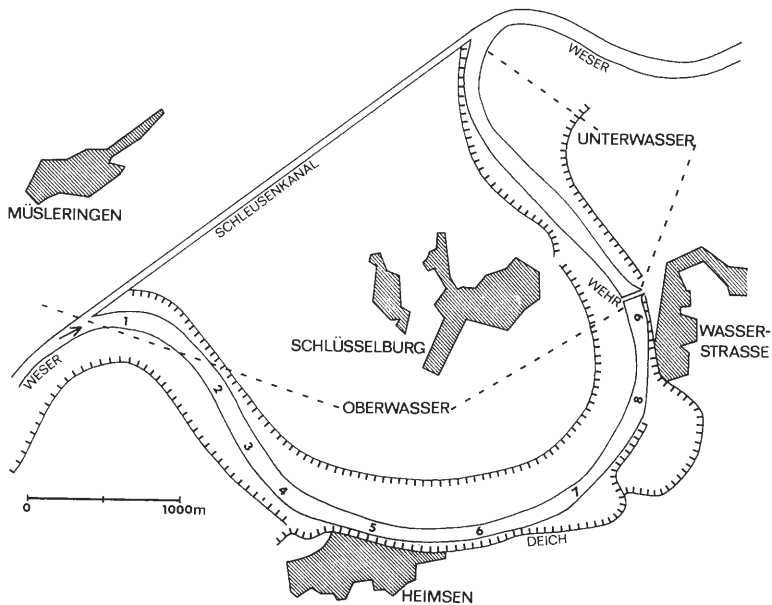 WESER
UNTERWASSER
MÜSLERINGEN
SCHLEUSENKANAL
WEHR
9
WASSER-
STRASSE
1
SCHLÜSSELBURG
WESER
2
OBERWASSER
8
3
4
7
0 1000m
5
6
DEICH
HEIMSEN